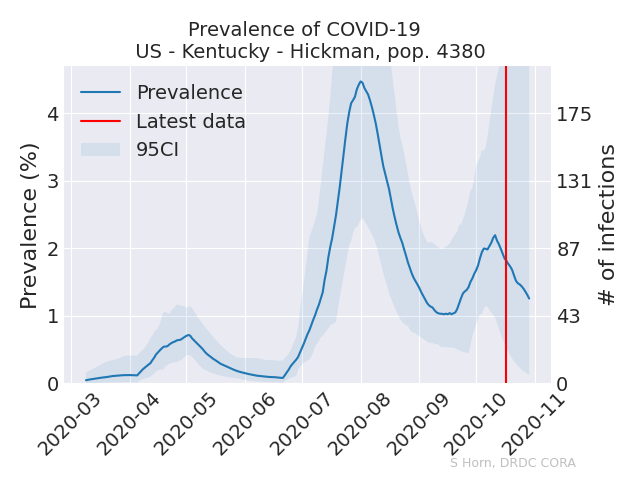 Prevalence of COVID-19
US - Kentucky - Hickman, pop. 4380
Prevalence
Latest data
95CI
Prevalence (%)
4
3
2
1
0
# of infections
175
131
87
43
0
2020-03
2020-04
2020-05
2020-06
2020-07
2020-08
2020-09
2020-10
2020-11
S Horn, DRDC CORA